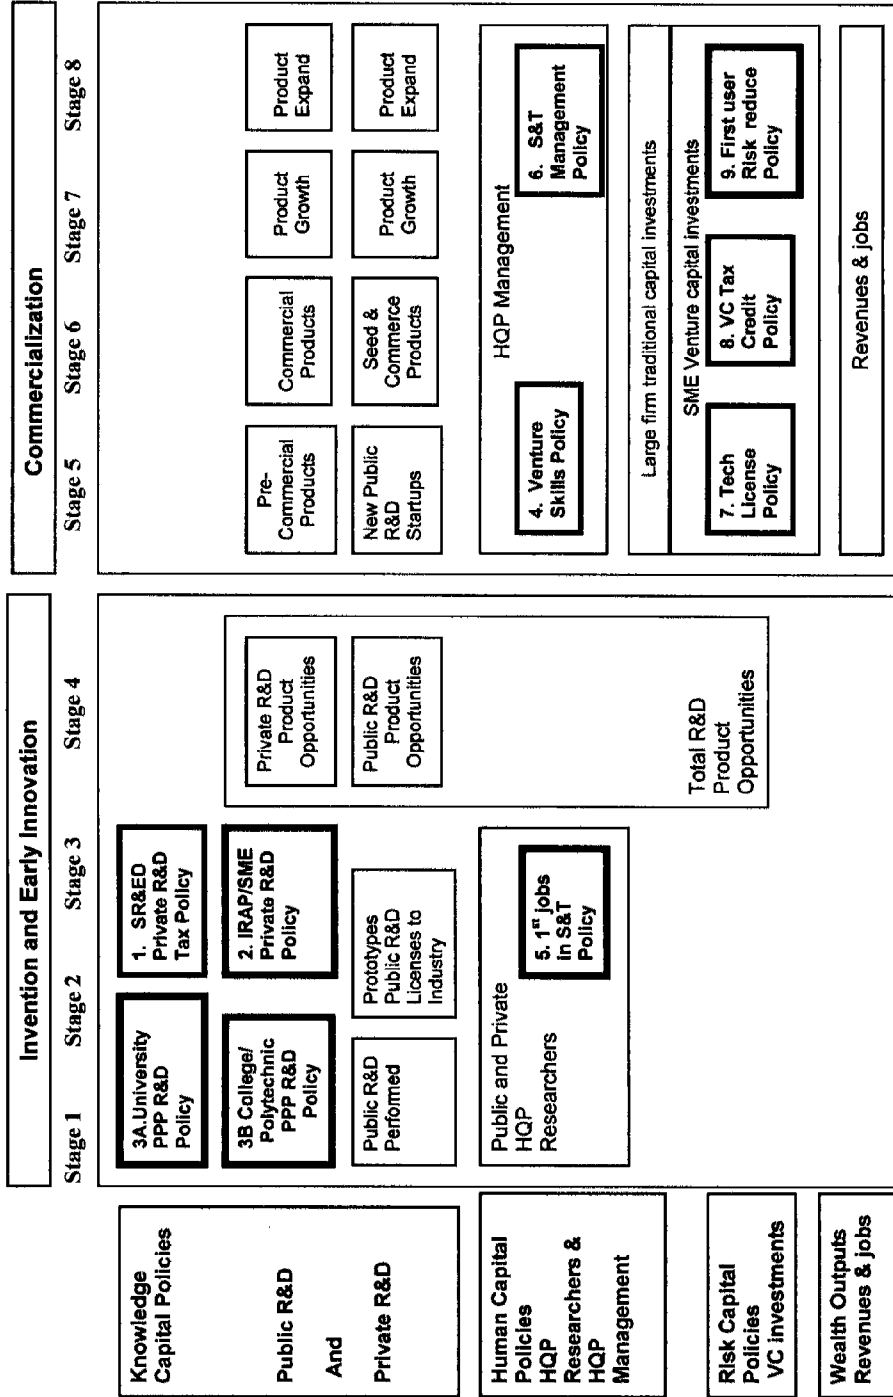 Invention and Early Innovation
Commercialization
Stage 1
Stage 2
Stage 3
Stage 4
Stage 5
Stage 6
Stage 7
Stage 8
Knowledge
Capital Policies
Public R&D
And
Private R&D
3A.University
PPP R&D
Policy
1. SR&ED
Private R&D
Tax Policy
3B College/
Polytechnic
PPP R&D
Policy
2. IRAP/SME
Private R&D
Policy
Public R&D
Performed
Prototypes
Public R&D
Licenses to
Industry
Private R&D
Product
Opportunities
Public R&D
Product
Opportunities
Total R&D
Product
Opportunities
Pre-
Commercial
Products
Commercial
Products
Product
Growth
Product
Expand
New Public
R&D
Startups
Seed &
Commerce
Products
Product
Growth
Product
Expand
Human Capital
Policies
HQP
Researchers &
HQP
Management
Public and Private
HQP
Researchers
5. 1st jobs
in S&T
Policy
HQP Management
4. Venture
Skills Policy
6. S&T
Management
Policy
Risk Capital
Policies
VC investments
Large firm traditional capital investments
SME Venture capital investments
7. Tech
License
Policy
8. VC Tax
Credit
Policy
9. First user
Risk reduce
Policy
Wealth Outputs
Revenues & jobs
Revenues & jobs